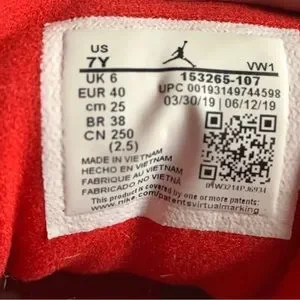 US
7Y
VW1
UK 6
153265-107
EUR 40
UPC 00193149744598
cm 25
03/30/19 | 06/12/19
BR 38
CN 250
(2.5)
MADE IN VIETNAM
HECHO EN VIETNAM
FABRIQUE AU VIETNAM
FABRICADO NO VIETNÃ
This product is covered by one or more patents:
www.nike.com/patentsvirtualmarking